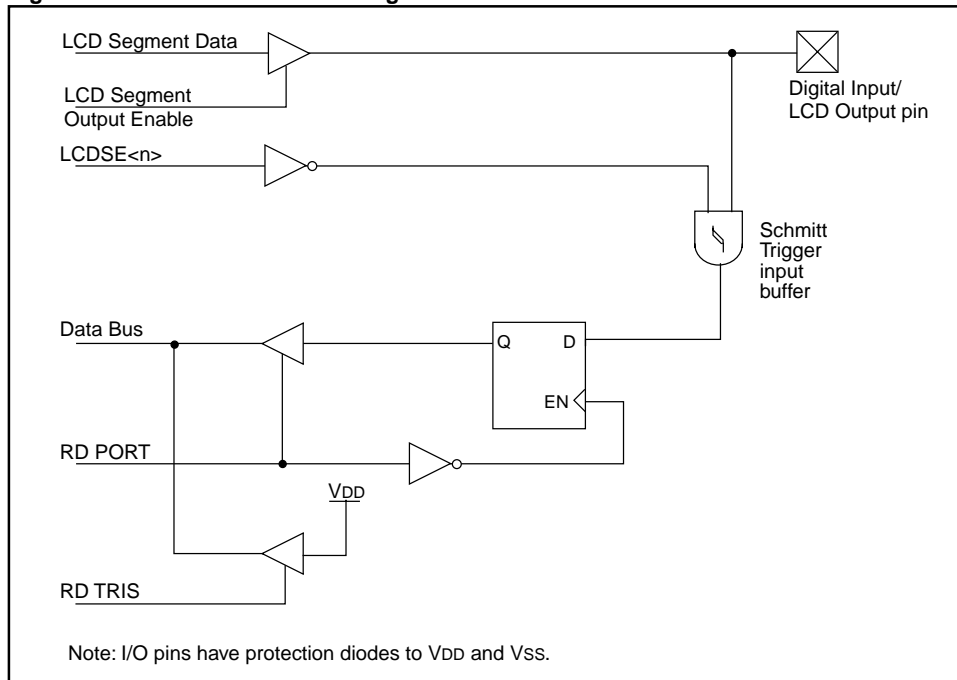 LCD Segment Data
LCD Segment
Output Enable
Digital Input/
LCD Output pin
LCDSE<n>
Schmitt
Trigger
input
buffer
Data Bus
Q D
EN
RD PORT
VDD
RD TRIS
Note: I/O pins have protection diodes to VDD and VSS.